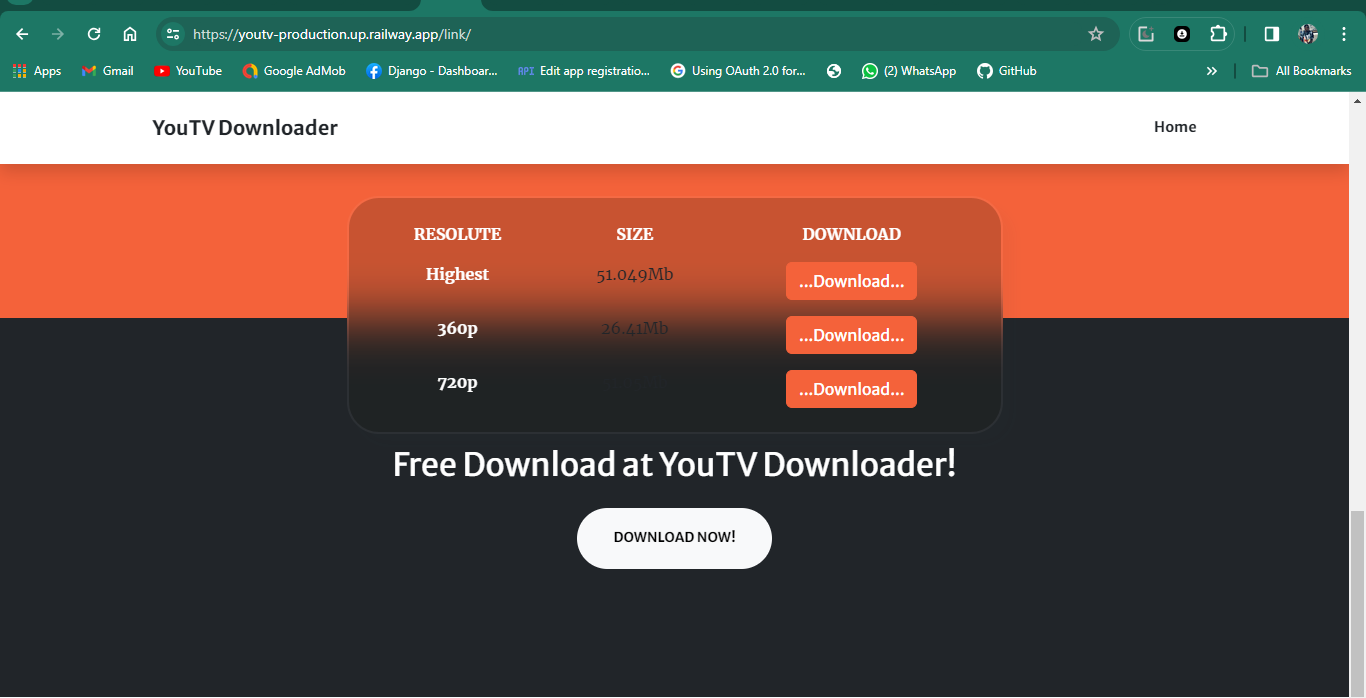 https://youtv-production.up.railway.app/link/
Apps Gmail YouTube Google AdMob Django - Dashboar... API Edit app registratio... Using OAuth 2.0 for... (2) WhatsApp GitHub » All Bookmarks
YouTV Downloader Home
RESOLUTE SIZE DOWNLOAD
Highest 51.049Mb ...Download...
360p 26.41Mb ...Download...
720p ...Download...
Free Download at YouTV Downloader!
DOWNLOAD NOW!